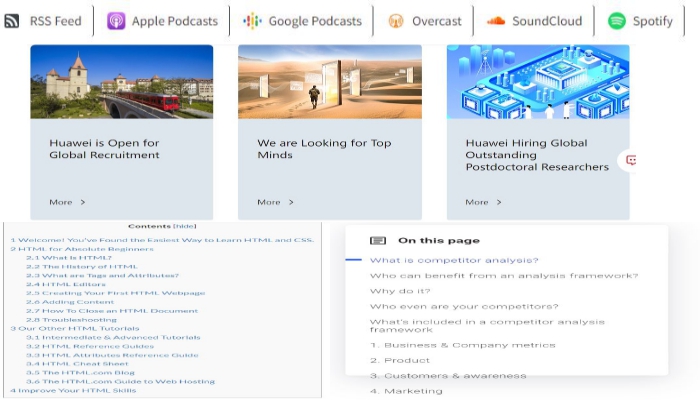 RSS Feed
Apple Podcasts
Google Podcasts
Overcast
SoundCloud
Spotify
Huawei is Open for
Global Recruitment
More >
We are Looking for Top
Minds
More >
Huawei Hiring Global
Outstanding
Postdoctoral Researchers
More >
Contents [hide]
1 Welcome! You've Found the Easiest Way to Learn HTML and CSS.
2 HTML for Absolute Beginners
2.1 What is HTML?
2.2 The History of HTML
2.3 What are Tags and Attributes?
2.4 HTML Editors
2.5 Creating Your First HTML Webpage
2.6 Adding Content
2.7 How To Close an HTML Document
2.8 Troubleshooting
3 Our Other HTML Tutorials
3.1 Intermediate & Advanced Tutorials
3.2 HTML Reference Guides
3.3 HTML Attributes Reference Guide
3.4 HTML Cheat Sheet
3.5 The HTML.com Blog
3.6 The HTML.com Guide to Web Hosting
4 Improve Your HTML Skills
On this page
What is competitor analysis?
Who can benefit from an analysis framework?
Why do it?
Who even are your competitors?
What's included in a competitor analysis
framework
1. Business & Company metrics
2. Product
3. Customers & awareness
4. Marketing